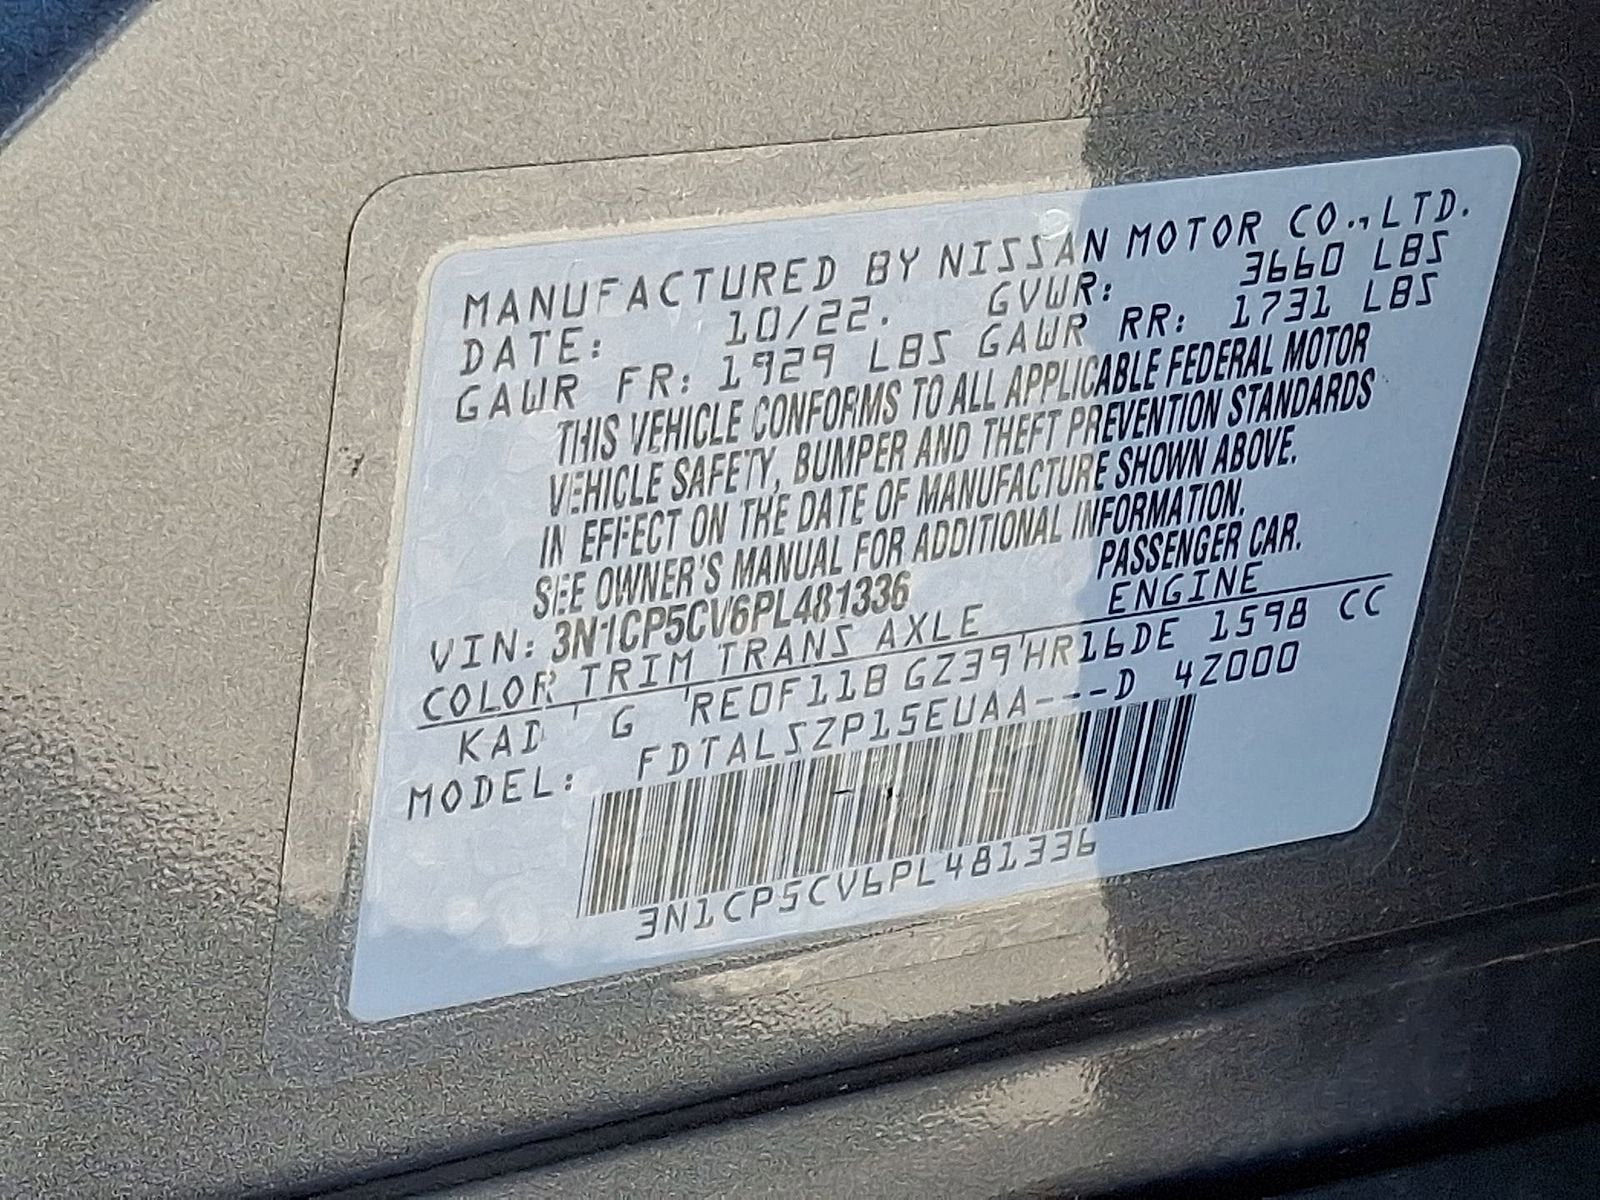 MANUFACTURED BY NISSAN MOTOR CO.,LTD.
DATE: 10/22. GVWR: 3660 LBS
GAWR FR: 1929 LBS GAWR RR: 1731 LBS
THIS VEHICLE CONFORMS TO ALL APPLICABLE FEDERAL MOTOR
VEHICLE SAFETY, BUMPER AND THEFT PREVENTION STANDARDS
IN EFFECT ON THE DATE OF MANUFACTURE SHOWN ABOVE.
SEE OWNER'S MANUAL FOR ADDITIONAL INFORMATION.
VIN: 3N1CP5CV6PL481336 PASSENGER CAR.
COLOR TRIM TRANS AXLE ENGINE
KAD G RE0F11B GZ39 HR16DE 1598 CC
MODEL: FDTALSZP15EUAA---D 4Z000
3N1CP5CV6PL481336